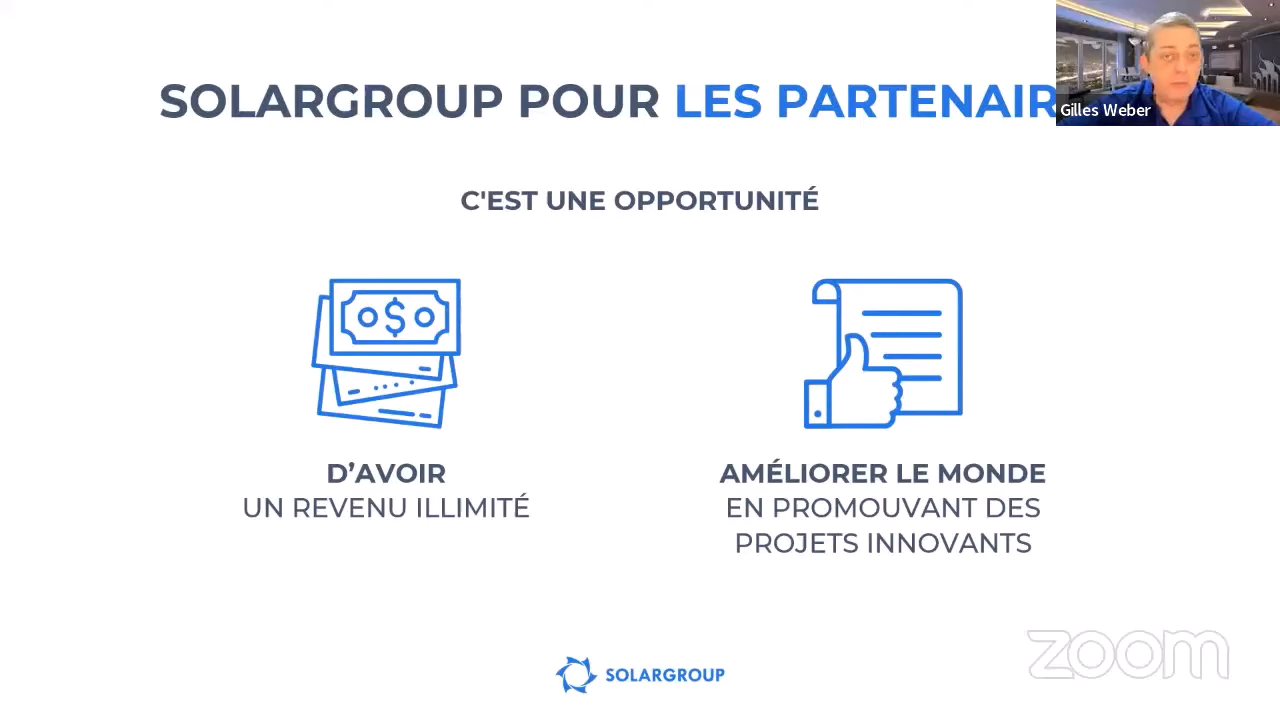 SOLARGROUP POUR LES PARTENAIR
Gilles Weber
C'EST UNE OPPORTUNITÉ
$
D’AVOIR
UN REVENU ILLIMITÉ
AMÉLIORER LE MONDE
EN PROMOUVANT DES
PROJETS INNOVANTS
SOLARGROUP
zoom